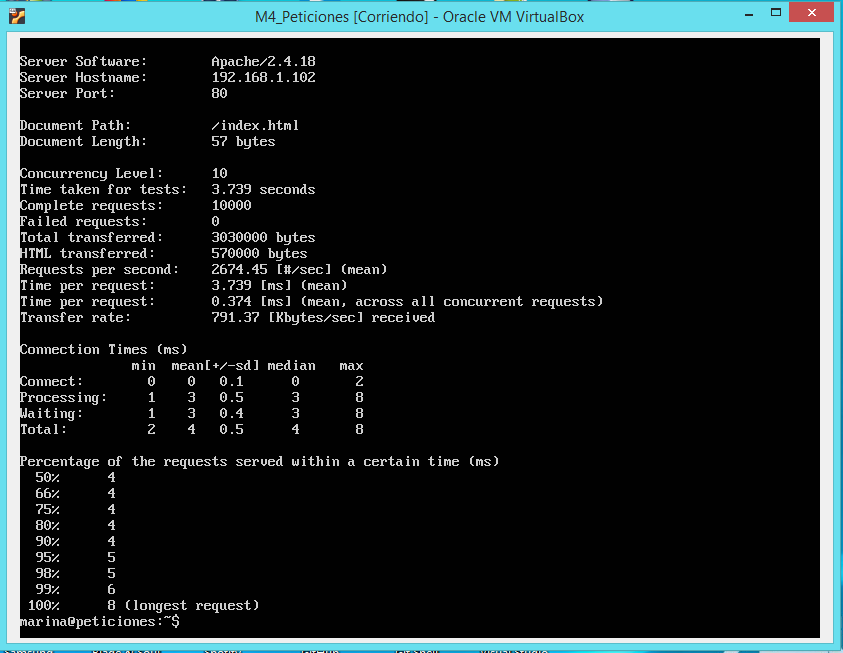 M4_Peticiones [Corriendo] - Oracle VM VirtualBox
Server Software: Apache/2.4.18
Server Hostname: 192.168.1.102
Server Port: 80
Document Path: /index.html
Document Length: 57 bytes
Concurrency Level: 10
Time taken for tests: 3.739 seconds
Complete requests: 10000
Failed requests: 0
Total transferred: 3030000 bytes
HTML transferred: 570000 bytes
Requests per second: 2674.45 [#/sec] (mean)
Time per request: 3.739 [ms] (mean)
Time per request: 0.374 [ms] (mean, across all concurrent requests)
Transfer rate: 791.37 [Kbytes/sec] received
Connection Times (ms)
min mean[+/-sd] median max
Connect: 0 0 0.1 0 2
Processing: 1 3 0.5 3 8
Waiting: 1 3 0.4 3 8
Total: 2 4 0.5 4 8
Percentage of the requests served within a certain time (ms)
50% 4
66% 4
75% 4
80% 4
90% 4
95% 5
98% 5
99% 6
100% 8 (longest request)
marina@peticiones:~$